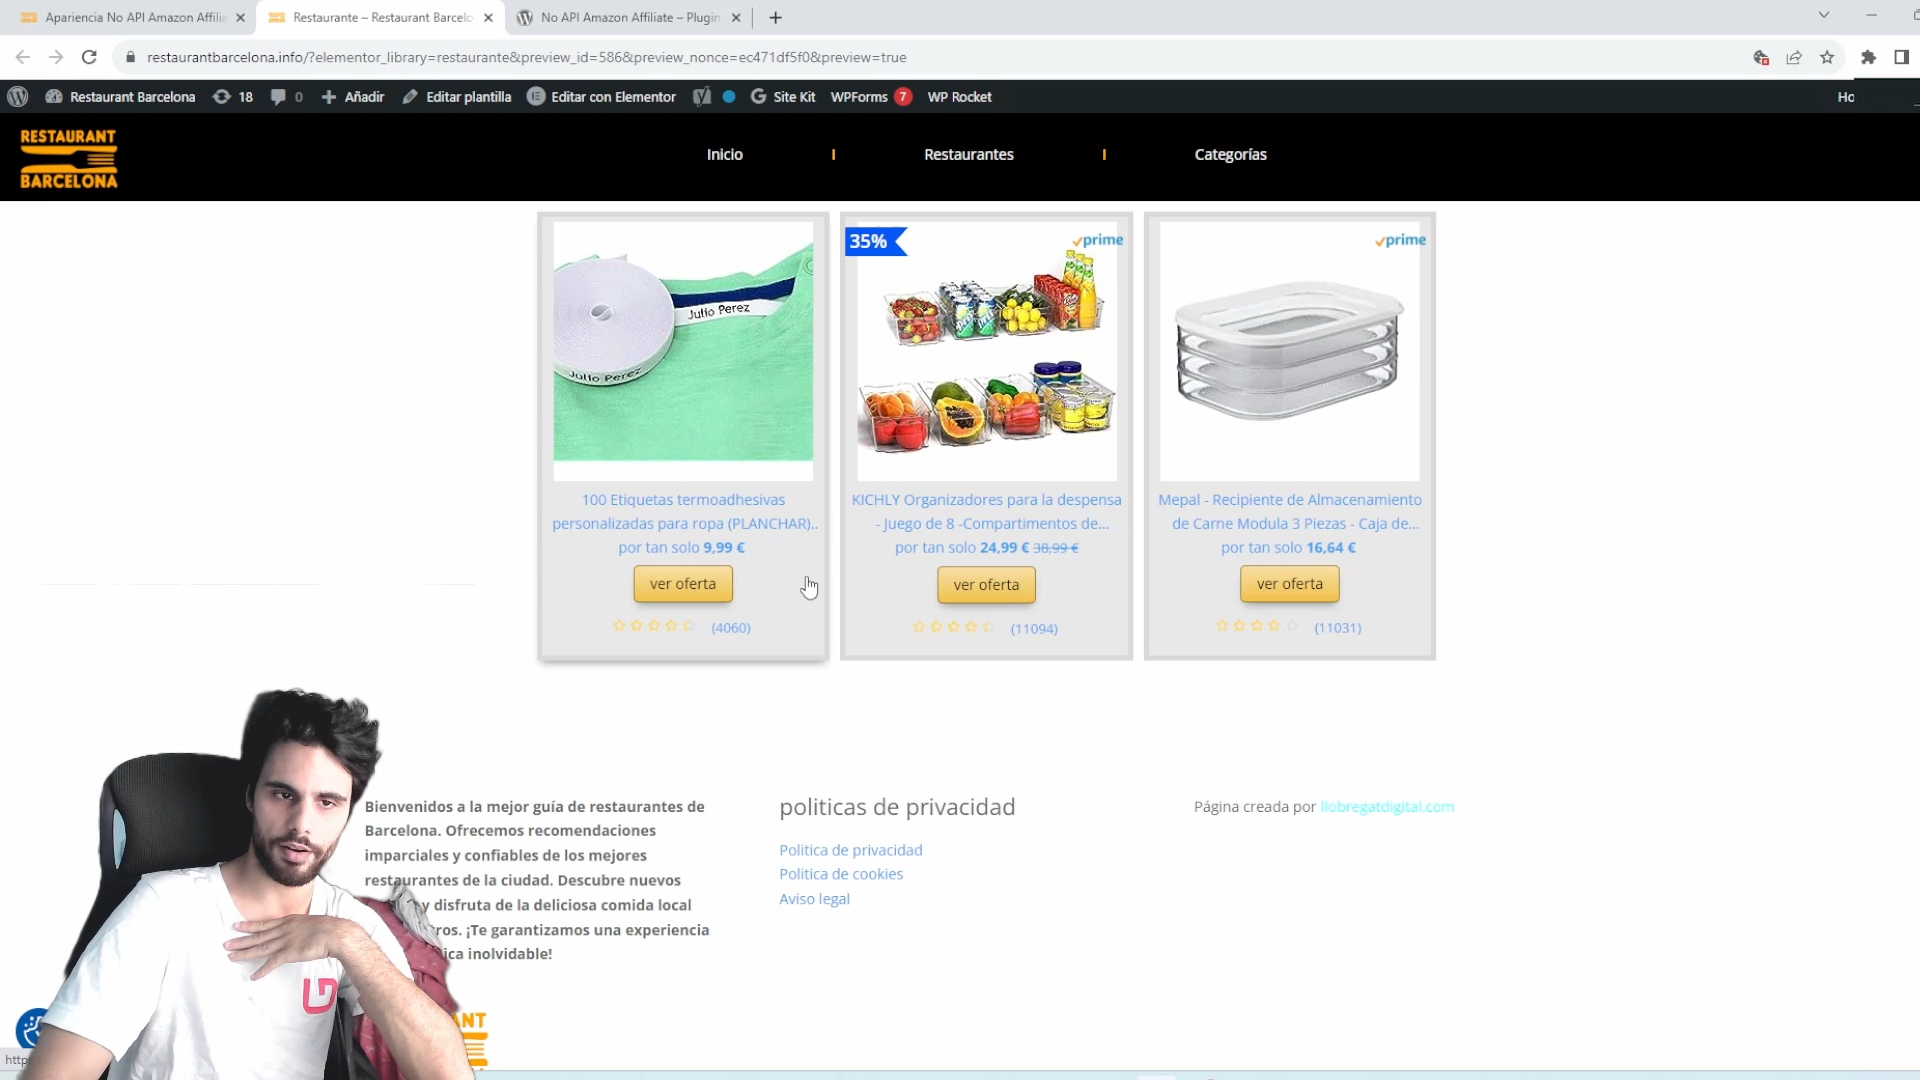 Apariencia No API Amazon Affili
Restaurante – Restaurant Barcelo
No API Amazon Affiliate – Plugin
restaurantbarcelona.info/?elementor_library=restaurante&preview_id=586&preview_nonce=ec471df5f0&preview=true
Restaurant Barcelona 18 0 Añadir Editar plantilla Editar con Elementor Site Kit WPForms 7 WP Rocket Ho
RESTAURANT
BARCELONA
Inicio Restaurantes Categorías
Julio Perez
Julio Perez
100 Etiquetas termoadhesivas
personalizadas para ropa (PLANCHAR)..
por tan solo 9,99 €
ver oferta
(4060)
35%
prime
KICHLY Organizadores para la despensa
- Juego de 8 -Compartimentos de...
por tan solo 24,99 € 38,99 €
ver oferta
(11094)
prime
Mepal - Recipiente de Almacenamiento
de Carne Modula 3 Piezas - Caja de...
por tan solo 16,64 €
ver oferta
(11031)
Bienvenidos a la mejor guía de restaurantes de
Barcelona. Ofrecemos recomendaciones
imparciales y confiables de los mejores
restaurantes de la ciudad. Descubre nuevos
y disfruta de la deliciosa comida local
ros. ¡Te garantizamos una experiencia
ica inolvidable!
politicas de privacidad
Politica de privacidad
Politica de cookies
Aviso legal
Página creada por llobregatdigital.com
ANT
http